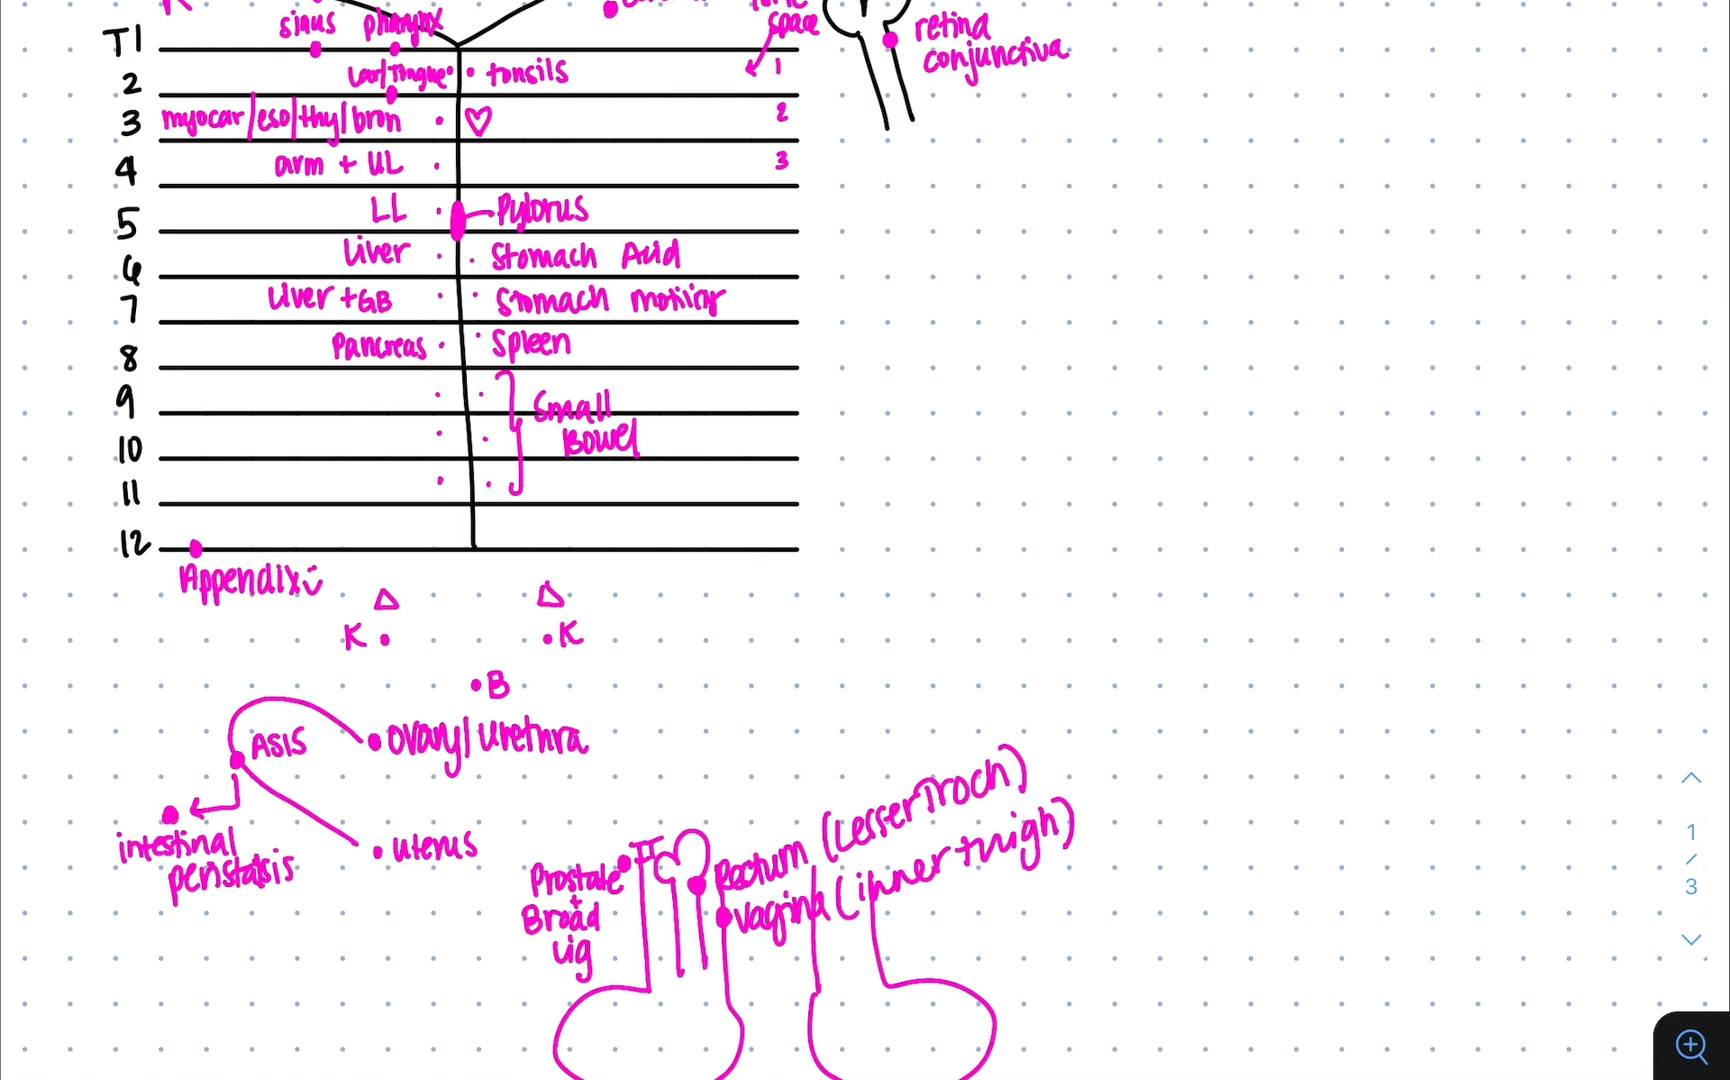 space
sinus pharynx
retina
conjunctiva
T1
1
2 Lar/Tongue tonsils
3 myocar/eso/thy/bron ♡ 2
4 arm + UL 3
5 LL Pylorus
6 Liver Stomach Acid
7 Liver + GB Stomach motility
8 Pancreas Spleen
9 Small
10 Bowel
11
12
Appendix
Δ Δ
K K
B
ASIS Ovary/Urethra
intestinal
peristalsis
uterus
Prostate
+
Broad
Lig
Rectum (Lesser Troch)
Vagina (inner thigh)
1
/
3